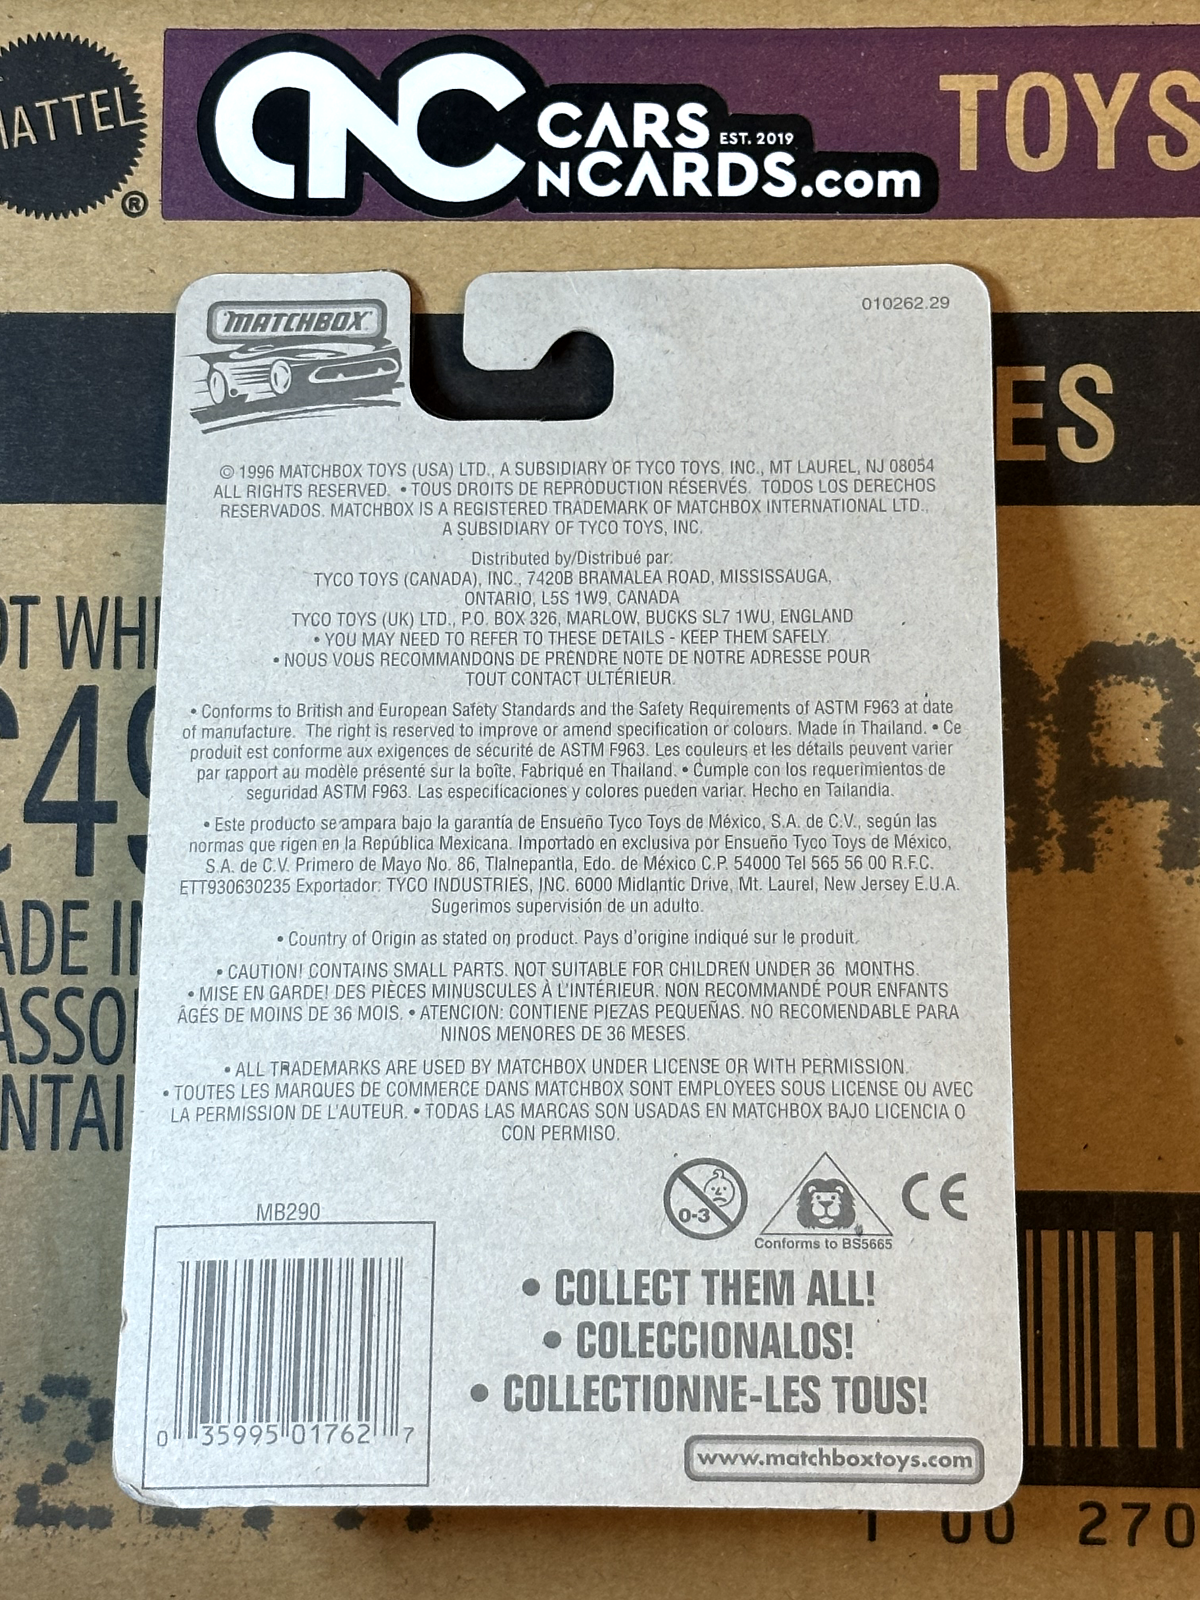 MATTEL
®
CNC
CARS
EST. 2019
NCARDS.com
TOYS
MATCHBOX
010262.29
ES
© 1996 MATCHBOX TOYS (USA) LTD., A SUBSIDIARY OF TYCO TOYS, INC., MT LAUREL, NJ 08054
ALL RIGHTS RESERVED. • TOUS DROITS DE REPRODUCTION RÉSERVÉS. TODOS LOS DERECHOS
RESERVADOS. MATCHBOX IS A REGISTERED TRADEMARK OF MATCHBOX INTERNATIONAL LTD.,
A SUBSIDIARY OF TYCO TOYS, INC.
Distributed by/Distribué par:
TYCO TOYS (CANADA), INC., 7420B BRAMALEA ROAD, MISSISSAUGA,
ONTARIO, L5S 1W9, CANADA
TYCO TOYS (UK) LTD., P.O. BOX 326, MARLOW, BUCKS SL7 1WU, ENGLAND
• YOU MAY NEED TO REFER TO THESE DETAILS - KEEP THEM SAFELY.
• NOUS VOUS RECOMMANDONS DE PRENDRE NOTE DE NOTRE ADRESSE POUR
TOUT CONTACT ULTÉRIEUR.
• Conforms to British and European Safety Standards and the Safety Requirements of ASTM F963 at date
of manufacture. The right is reserved to improve or amend specification or colours. Made in Thailand. • Ce
produit est conforme aux exigences de sécurité de ASTM F963. Les couleurs et les détails peuvent varier
par rapport au modèle présenté sur la boîte. Fabriqué en Thailand. • Cumple con los requerimientos de
seguridad ASTM F963. Las especificaciones y colores pueden variar. Hecho en Tailandia.
• Este producto se ampara bajo la garantía de Ensueño Tyco Toys de México, S.A. de C.V., según las
normas que rigen en la República Mexicana. Importado en exclusiva por Ensueño Tyco Toys de México,
S.A. de C.V. Primero de Mayo No. 86, Tlalnepantla, Edo. de México C.P. 54000 Tel 565 56 00 R.F.C.
ETT930630235 Exportador: TYCO INDUSTRIES, INC. 6000 Midlantic Drive, Mt. Laurel, New Jersey E.U.A.
Sugerimos supervisión de un adulto.
• Country of Origin as stated on product. Pays d'origine indiqué sur le produit.
• CAUTION! CONTAINS SMALL PARTS. NOT SUITABLE FOR CHILDREN UNDER 36 MONTHS.
• MISE EN GARDE! DES PIÈCES MINUSCULES À L'INTÉRIEUR. NON RECOMMANDÉ POUR ENFANTS
ÂGÉS DE MOINS DE 36 MOIS. • ATENCION: CONTIENE PIEZAS PEQUEÑAS. NO RECOMENDABLE PARA
NINOS MENORES DE 36 MESES.
• ALL TRADEMARKS ARE USED BY MATCHBOX UNDER LICENSE OR WITH PERMISSION.
• TOUTES LES MARQUES DE COMMERCE DANS MATCHBOX SONT EMPLOYEES SOUS LICENSE OU AVEC
LA PERMISSION DE L'AUTEUR. • TODAS LAS MARCAS SON USADAS EN MATCHBOX BAJO LICENCIA O
CON PERMISO.
0-3
Conforms to BS5665
CE
MB290
0 35995 01762 7
• COLLECT THEM ALL!
• COLECCIONALOS!
• COLLECTIONNE-LES TOUS!
www.matchboxtoys.com
1 00 270